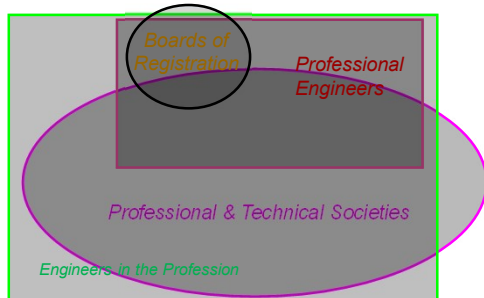 Boards of
Registration
Professional
Engineers
Professional & Technical Societies
Engineers in the Profession